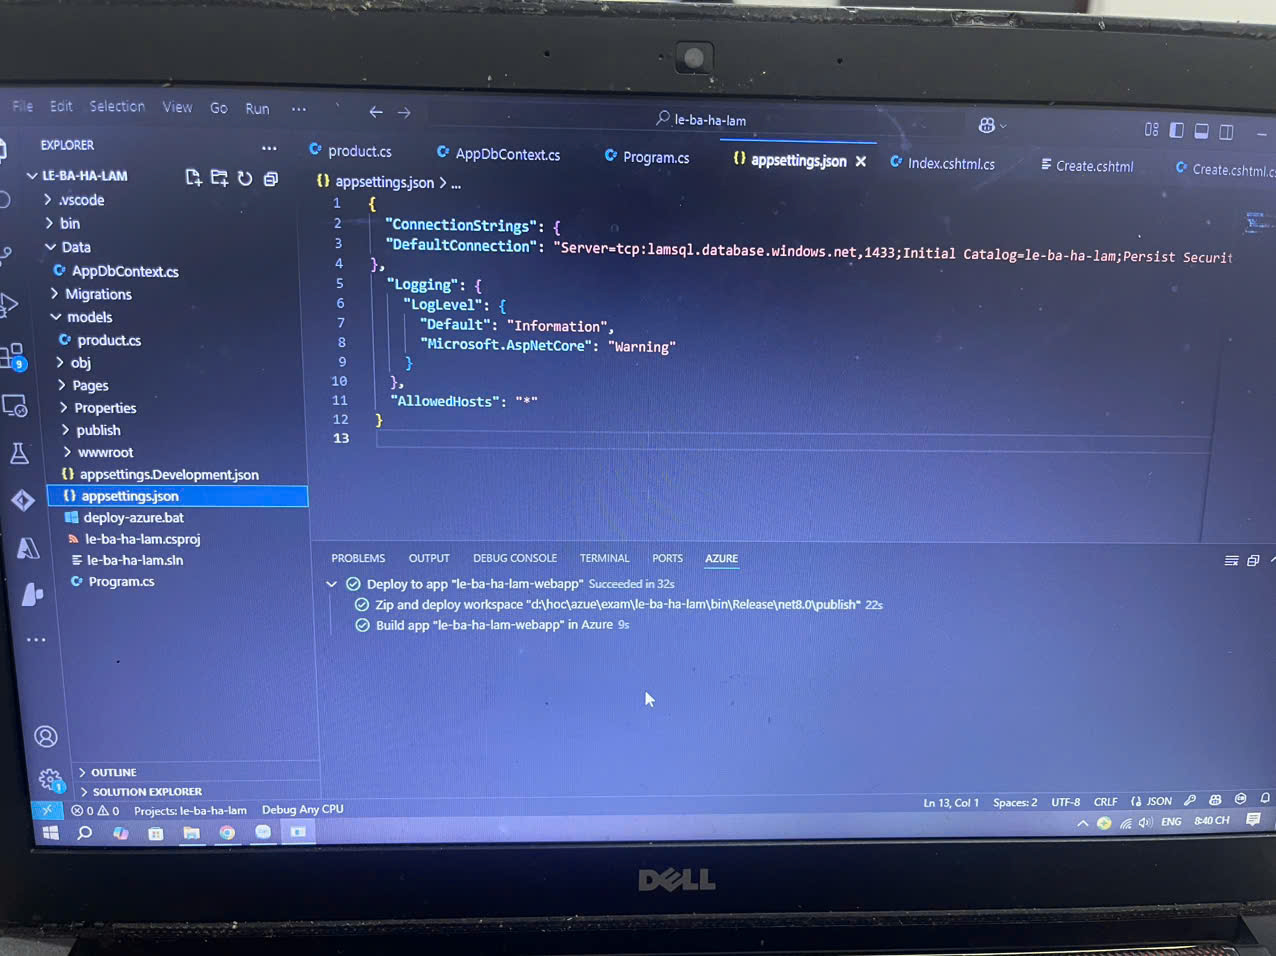 File Edit Selection View Go Run ...
le-ba-ha-lam
EXPLORER ...
LE-BA-HA-LAM
.vscode
bin
Data
AppDbContext.cs
Migrations
models
product.cs
obj
Pages
Properties
publish
wwwroot
appsettings.Development.json
appsettings.json
deploy-azure.bat
le-ba-ha-lam.csproj
le-ba-ha-lam.sln
Program.cs
OUTLINE
SOLUTION EXPLORER
9
1
product.cs AppDbContext.cs Program.cs {} appsettings.json Index.cshtml.cs Create.cshtml Create.cshtml.cs
{} appsettings.json > ...
1 {
2 "ConnectionStrings": {
3 "DefaultConnection": "Server=tcp:lamsql.database.windows.net,1433;Initial Catalog=le-ba-ha-lam;Persist Securit
4 },
5 "Logging": {
6 "LogLevel": {
7 "Default": "Information",
8 "Microsoft.AspNetCore": "Warning"
9 }
10 },
11 "AllowedHosts": "*"
12 }
13
PROBLEMS OUTPUT DEBUG CONSOLE TERMINAL PORTS AZURE
Deploy to app "le-ba-ha-lam-webapp" Succeeded in 32s
Zip and deploy workspace "d:\hoc\azue\exam\le-ba-ha-lam\bin\Release\net8.0\publish" 22s
Build app "le-ba-ha-lam-webapp" in Azure 9s
0 0 Projects: le-ba-ha-lam Debug Any CPU Ln 13, Col 1 Spaces: 2 UTF-8 CRLF {} JSON
ENG 8:40 CH
DELL